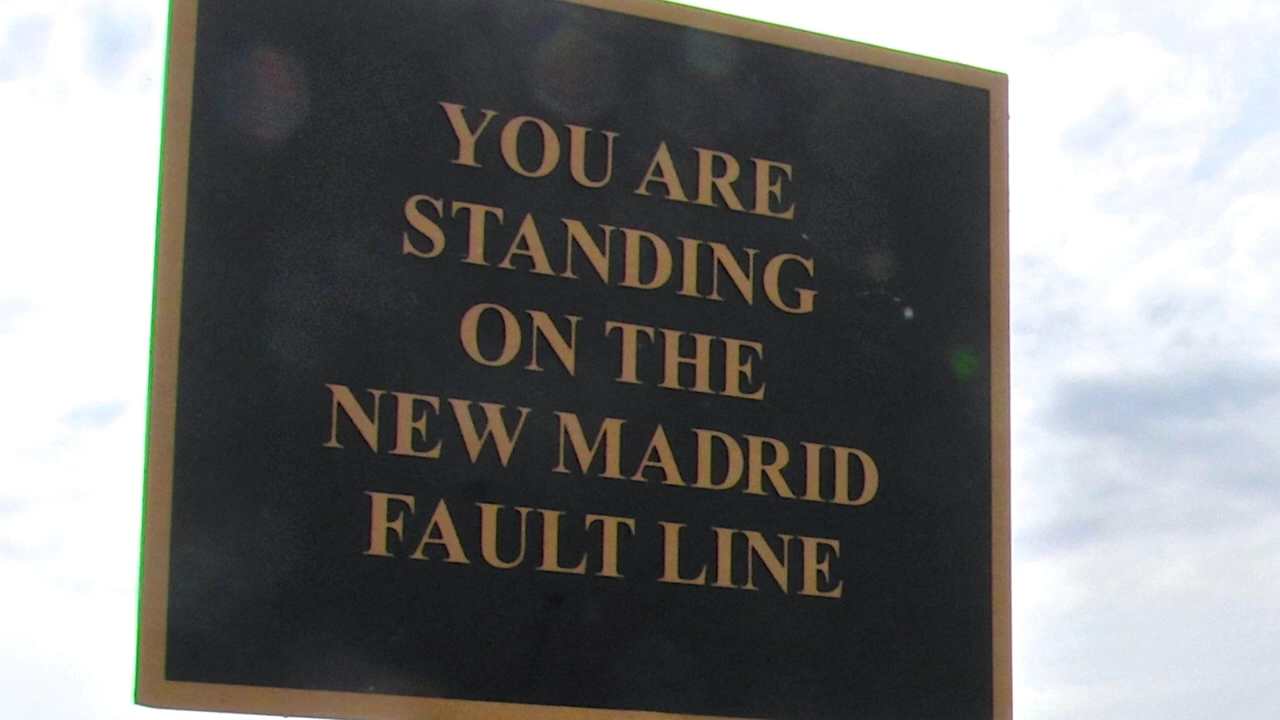 YOU ARE
STANDING
ON THE
NEW MADRID
FAULT LINE